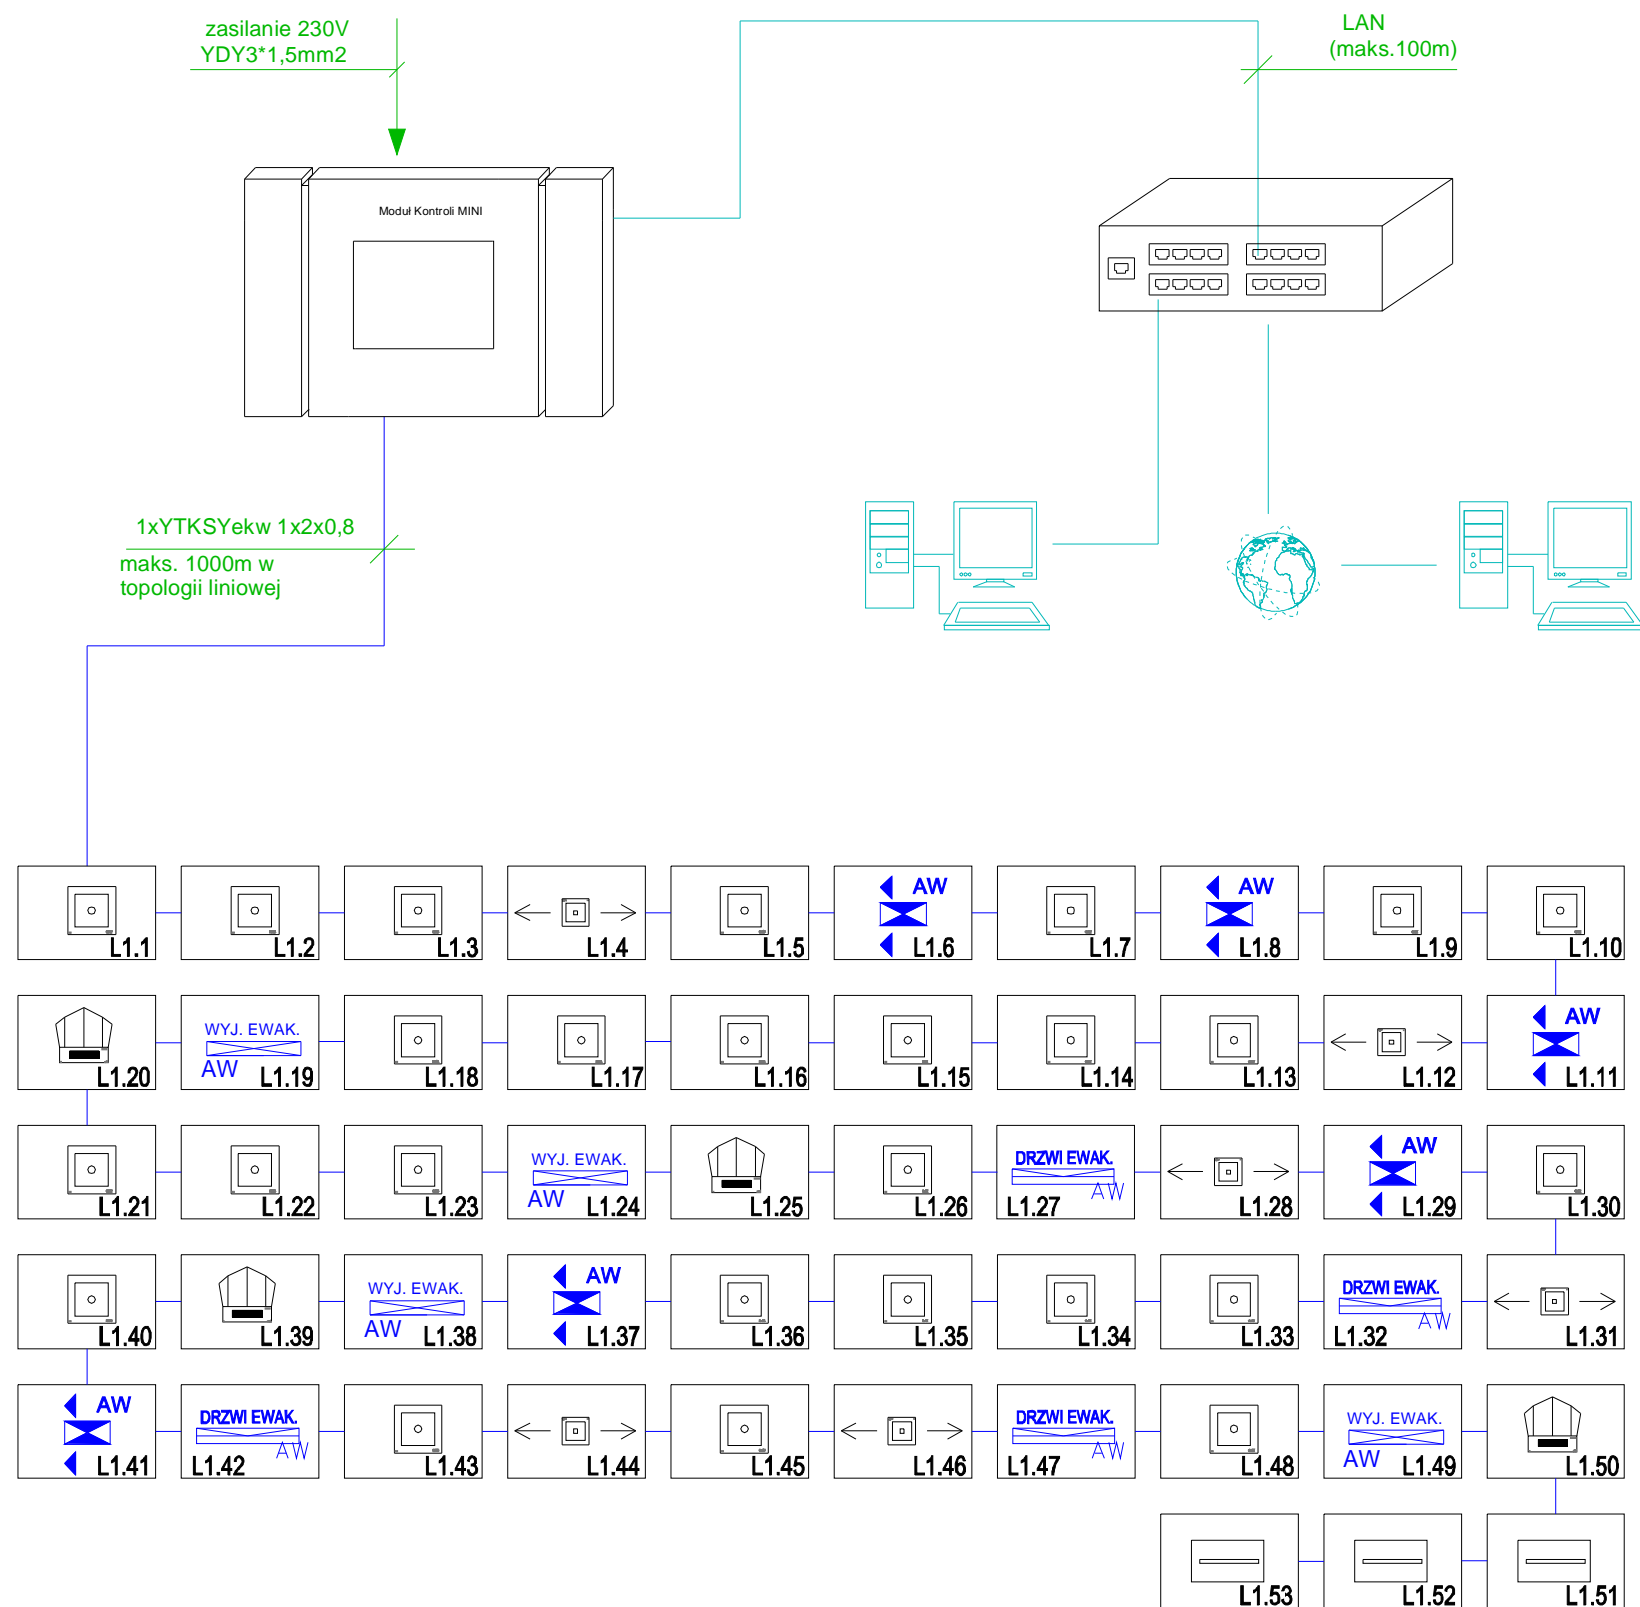 zasilanie 230V
YDY3*1,5mm2
LAN
(maks.100m)
Moduł Kontroli MINI
1xYTKSYekw 1x2x0,8
maks. 1000m w
topologii liniowej
L1.1
L1.2
L1.3
L1.4
L1.5
AW
L1.6
L1.7
AW
L1.8
L1.9
L1.10
L1.20
WYJ. EWAK.
AW L1.19
L1.18
L1.17
L1.16
L1.15
L1.14
L1.13
L1.12
AW
L1.11
L1.21
L1.22
L1.23
WYJ. EWAK.
AW L1.24
L1.25
L1.26
DRZWI EWAK.
L1.27 AW
L1.28
AW
L1.29
L1.30
L1.40
L1.39
WYJ. EWAK.
AW L1.38
AW
L1.37
L1.36
L1.35
L1.34
L1.33
DRZWI EWAK.
L1.32 AW
L1.31
AW
L1.41
DRZWI EWAK.
L1.42 AW
L1.43
L1.44
L1.45
L1.46
DRZWI EWAK.
L1.47 AW
L1.48
WYJ. EWAK.
AW L1.49
L1.50
L1.53
L1.52
L1.51